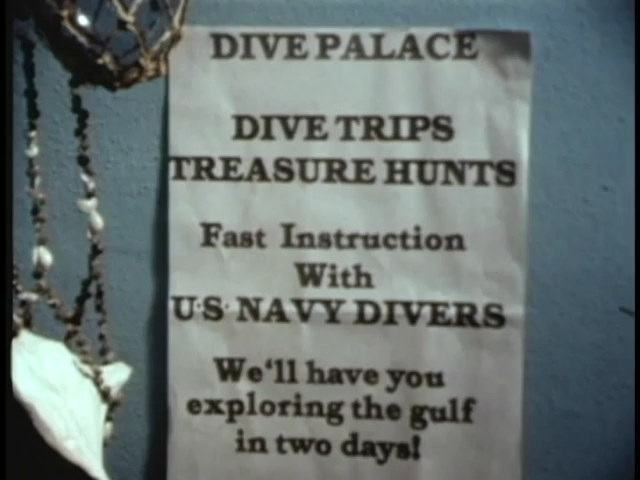 DIVE PALACE
DIVE TRIPS
TREASURE HUNTS
Fast Instruction
With
U·S· NAVY DIVERS
We'll have you
exploring the gulf
in two days!